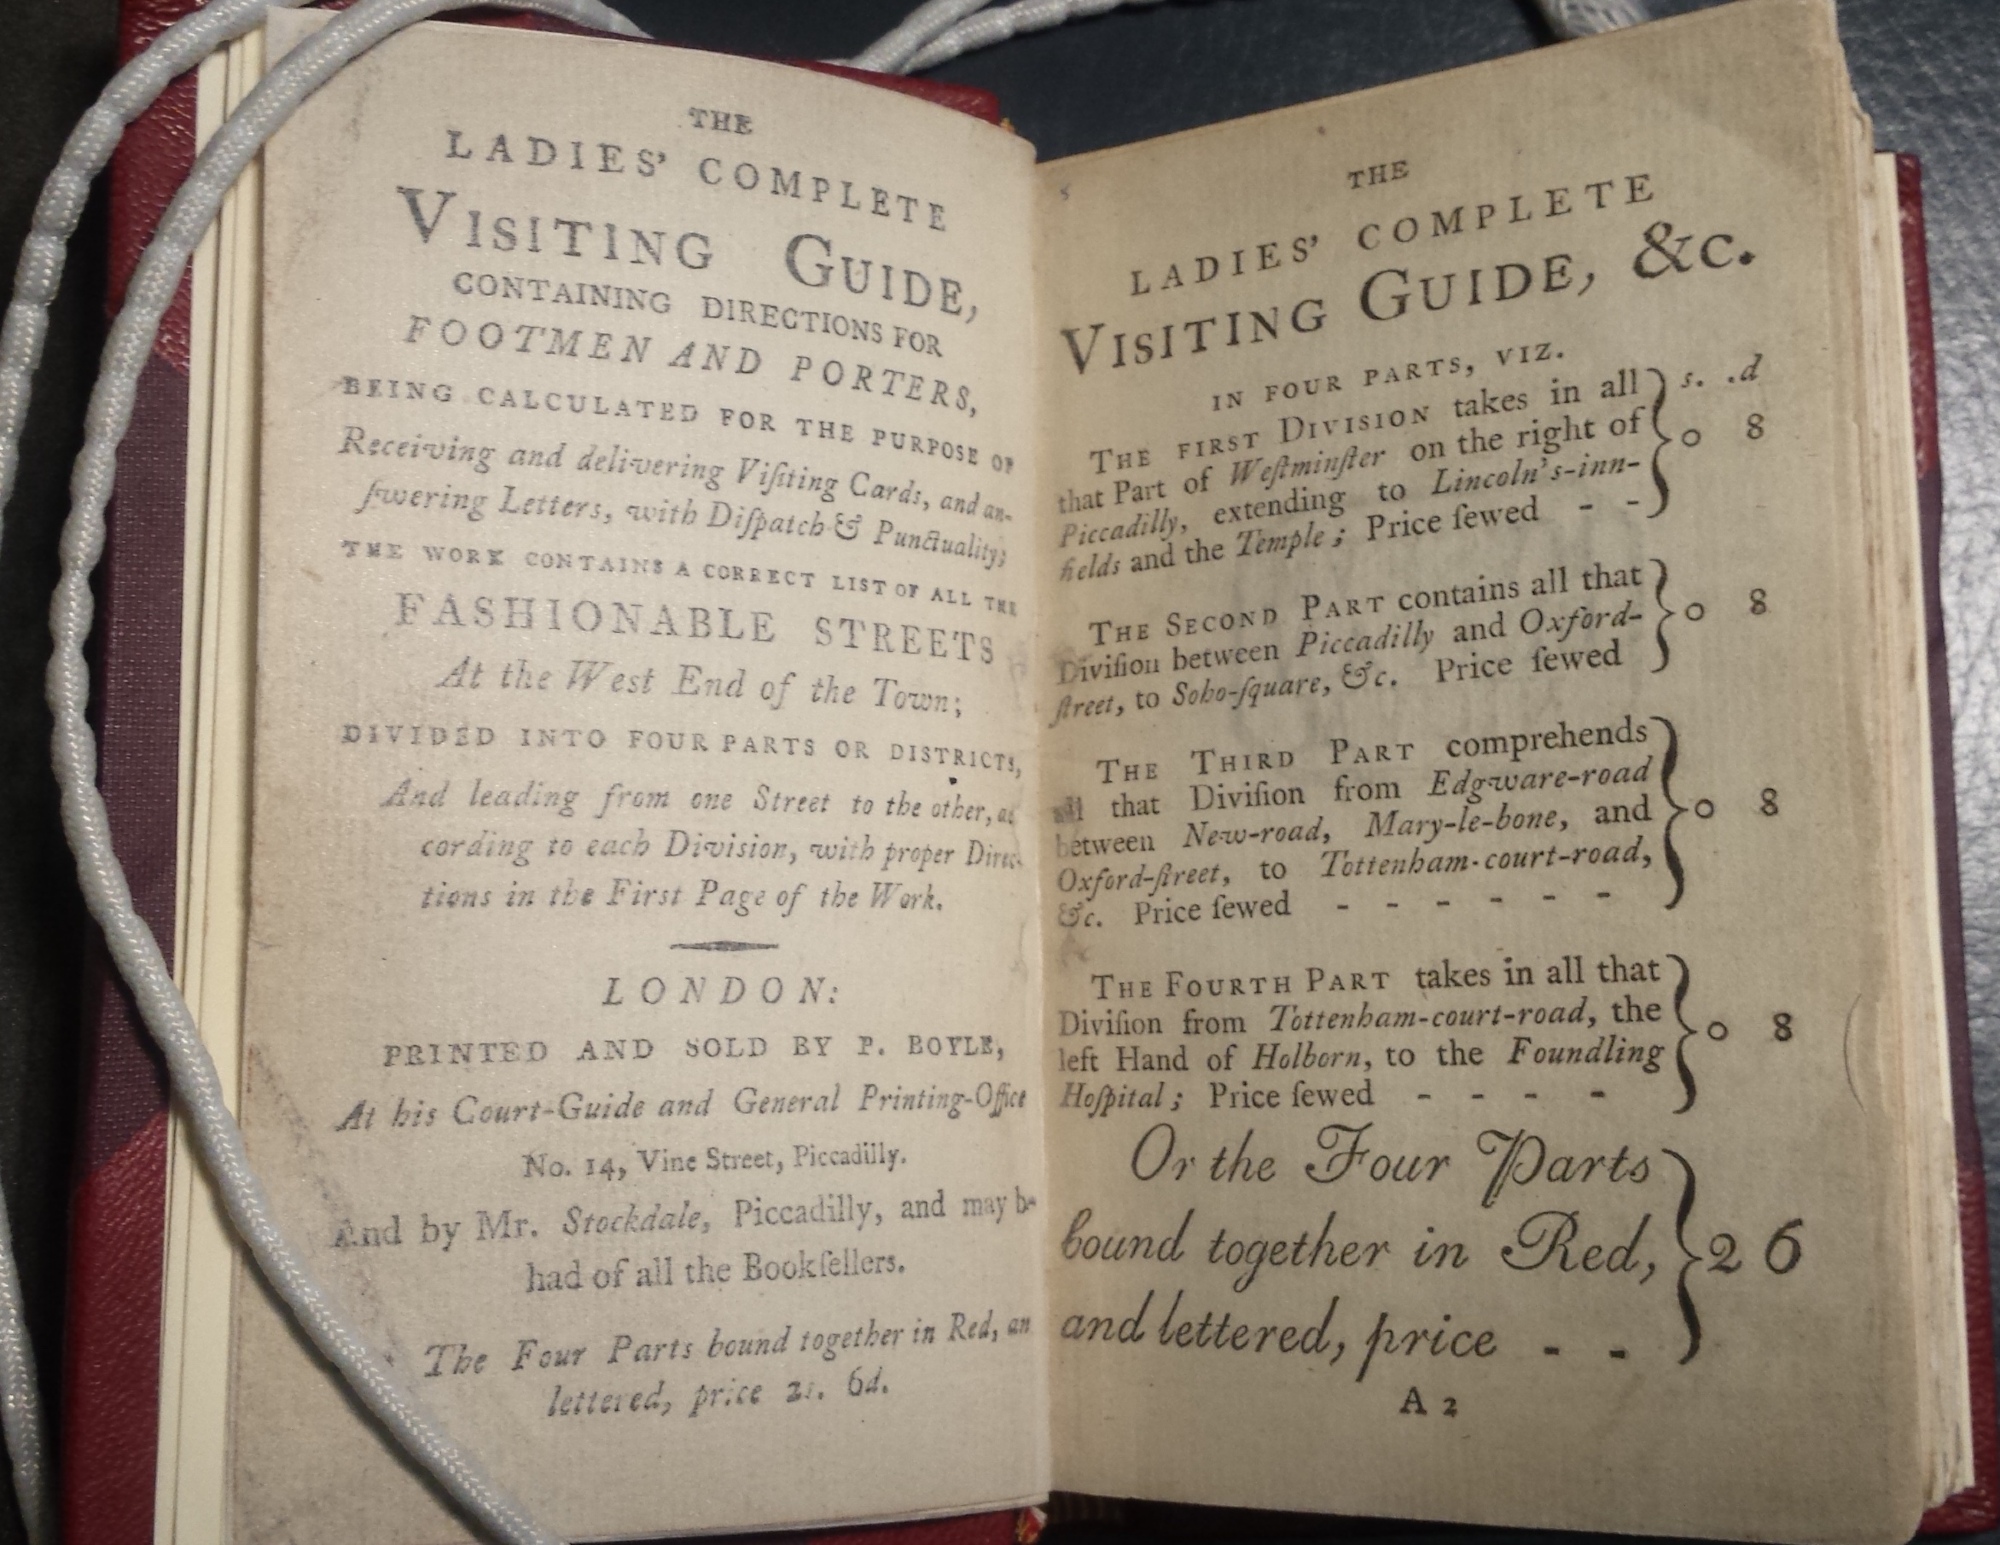 THE
LADIES' COMPLETE
VISITING GUIDE,
CONTAINING DIRECTIONS FOR
FOOTMEN AND PORTERS,
BEING CALCULATED FOR THE PURPOSE OF
Receiving and delivering Viſiting Cards, and an-
ſwering Letters, with Diſpatch & Punctuality;
THE WORK CONTAINS A CORRECT LIST OF ALL THE
FASHIONABLE STREETS
At the West End of the Town;
DIVIDED INTO FOUR PARTS OR DISTRICTS,
And leading from one Street to the other, ac
cording to each Division, with proper Direc-
tions in the First Page of the Work.
LONDON:
PRINTED AND SOLD BY P. BOYLE,
At his Court-Guide and General Printing-Office
No. 14, Vine Street, Piccadilly.
And by Mr. Stockdale, Piccadilly, and may be
had of all the Bookſellers.
The Four Parts bound together in Red, an
lettered, price 2s. 6d.
THE
LADIES' COMPLETE
VISITING GUIDE, &c.
IN FOUR PARTS, VIZ.
s. .d
THE FIRST DIVISION takes in all
that Part of Weſtminſter on the right of
Piccadilly, extending to Lincoln's-inn-
fields and the Temple; Price ſewed - - 0 8
THE SECOND PART contains all that
Diviſion between Piccadilly and Oxford-
ſtreet, to Soho-ſquare, &c. Price ſewed 0 8
THE THIRD PART comprehends
all that Diviſion from Edgware-road
between New-road, Mary-le-bone, and
Oxford-ſtreet, to Tottenham-court-road,
&c. Price ſewed - - - - - - 0 8
THE FOURTH PART takes in all that
Diviſion from Tottenham-court-road, the
left Hand of Holborn, to the Foundling
Hoſpital; Price ſewed - - - - 0 8
Or the Four Parts
bound together in Red,
and lettered, price - - 2 6
A 2